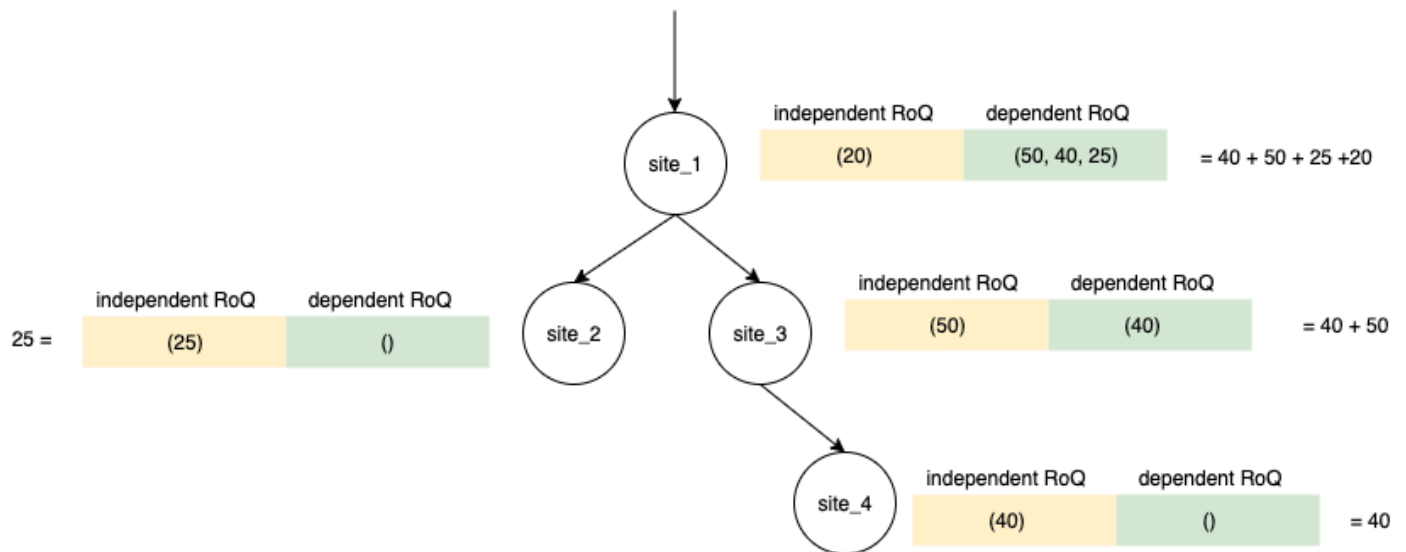 independent RoQ dependent RoQ
site_1 (20) (50, 40, 25) = 40 + 50 + 25 +20
independent RoQ dependent RoQ
25 = (25) ()
site_2
independent RoQ dependent RoQ
site_3 (50) (40) = 40 + 50
independent RoQ dependent RoQ
site_4 (40) () = 40